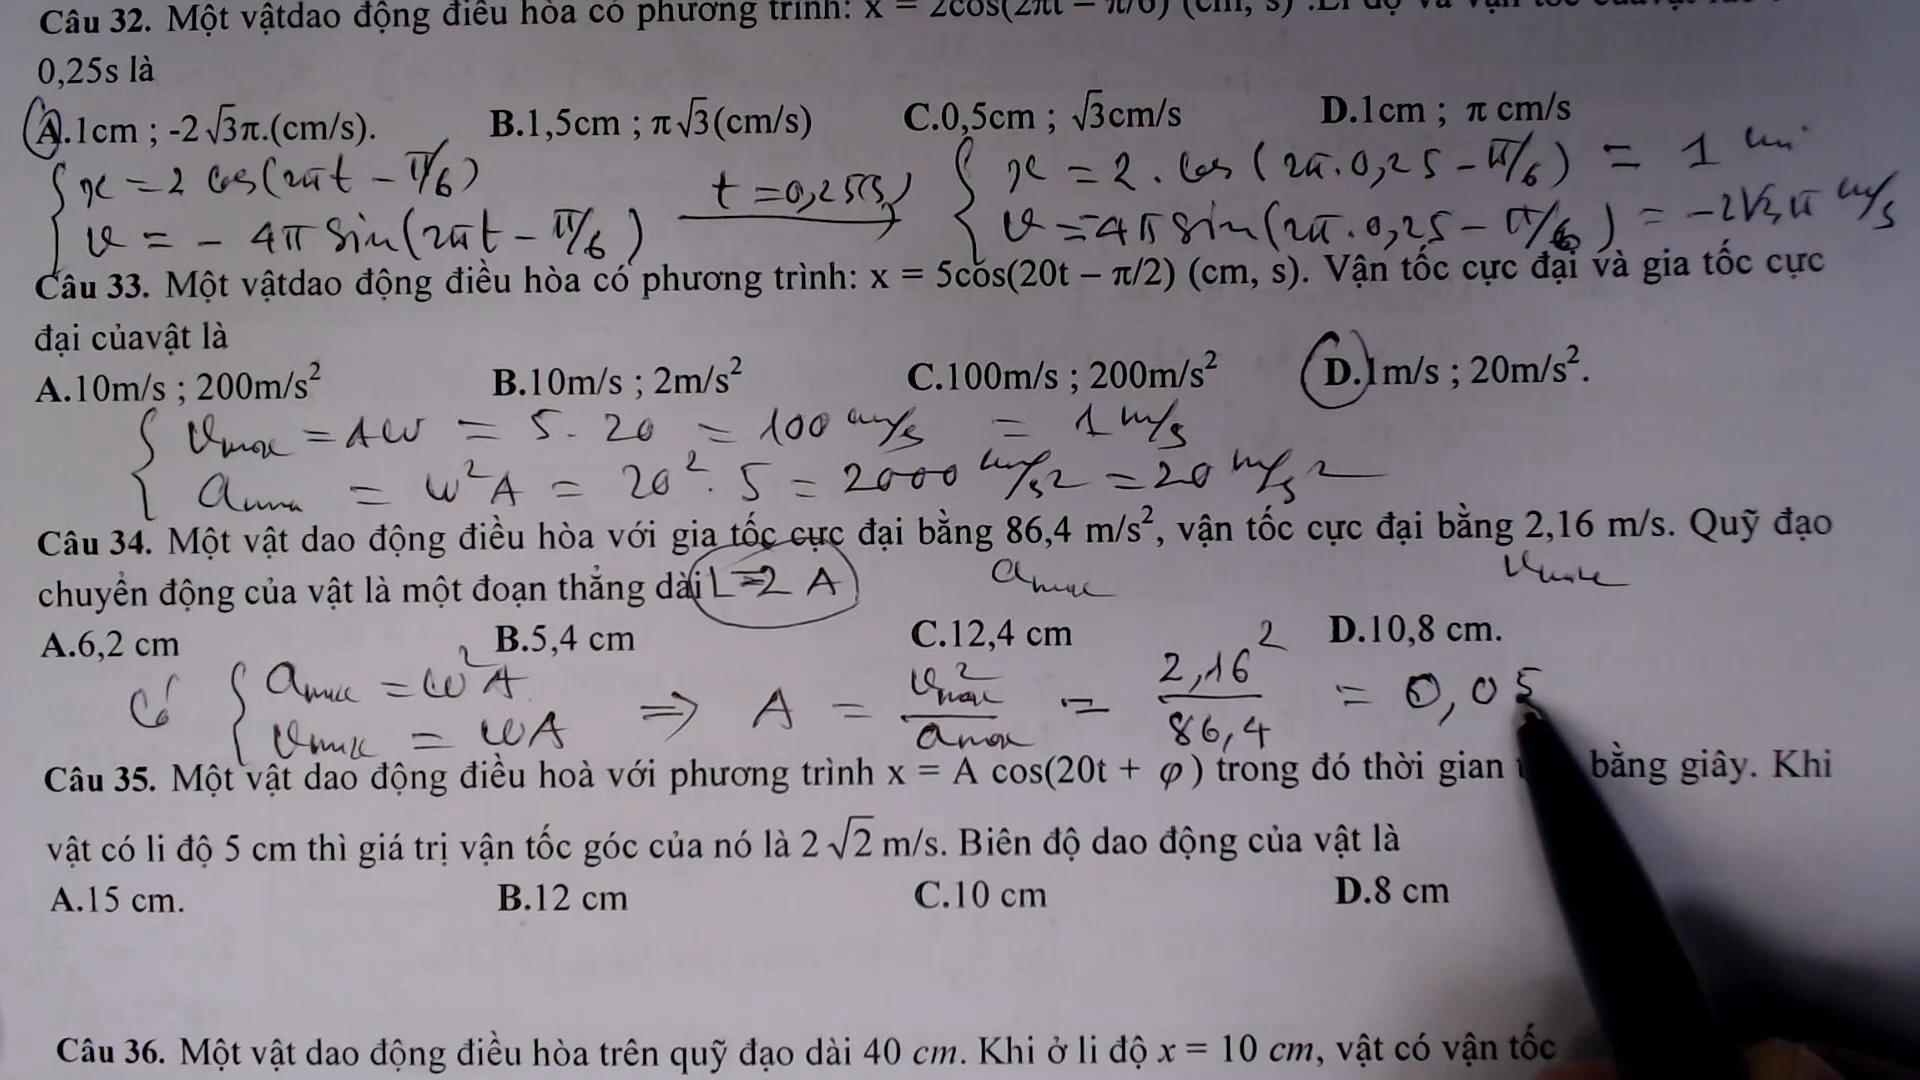 Câu 32. Một vậtdao động điều hòa có phương trình: x = 2cos(2πt – π/6) (cm, s) .Li độ và vận tốc củavật lúc
0,25s là
A.1cm ; -2√3π.(cm/s). B.1,5cm ; π√3(cm/s) C.0,5cm ; √3cm/s D.1cm ; π cm/s
x = 2 cos(2πt – π/6) t = 0,25(s) x = 2 . cos(2π.0,25 – π/6) = 1 cm
v = – 4π sin(2πt – π/6) v = -4π sin(2π.0,25 – π/6) = -2√3π cm/s
Câu 33. Một vậtdao động điều hòa có phương trình: x = 5cos(20t – π/2) (cm, s). Vận tốc cực đại và gia tốc cực
đại củavật là
A.10m/s ; 200m/s² B.10m/s ; 2m/s² C.100m/s ; 200m/s² D.1m/s ; 20m/s².
vmax = Aω = 5 . 20 = 100 cm/s = 1 m/s
amax = ω²A = 20² . 5 = 2000 cm/s² = 20 m/s²
Câu 34. Một vật dao động điều hòa với gia tốc cực đại bằng 86,4 m/s², vận tốc cực đại bằng 2,16 m/s. Quỹ đạo
amax vmax
chuyển động của vật là một đoạn thẳng dài L = 2A
A.6,2 cm B.5,4 cm C.12,4 cm D.10,8 cm.
Có amax = ω²A ⇒ A = v²max / amax = 2,16² / 86,4 = 0,05
vmax = ωA
Câu 35. Một vật dao động điều hoà với phương trình x = A cos(20t + φ) trong đó thời gian bằng giây. Khi
vật có li độ 5 cm thì giá trị vận tốc góc của nó là 2√2 m/s. Biên độ dao động của vật là
A.15 cm. B.12 cm C.10 cm D.8 cm
Câu 36. Một vật dao động điều hòa trên quỹ đạo dài 40 cm. Khi ở li độ x = 10 cm, vật có vận tốc